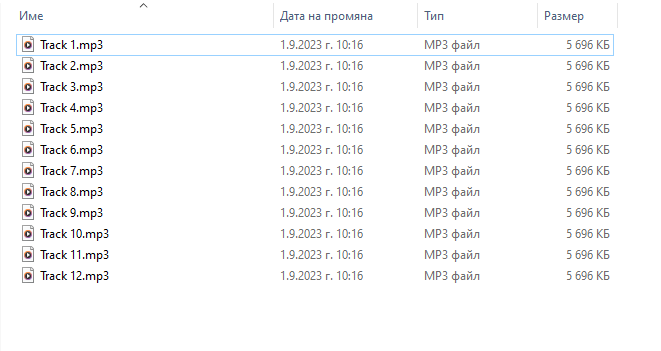 Име Дата на промяна Тип Размер
Track 1.mp3 1.9.2023 г. 10:16 MP3 файл 5 696 КБ
Track 2.mp3 1.9.2023 г. 10:16 MP3 файл 5 696 КБ
Track 3.mp3 1.9.2023 г. 10:16 MP3 файл 5 696 КБ
Track 4.mp3 1.9.2023 г. 10:16 MP3 файл 5 696 КБ
Track 5.mp3 1.9.2023 г. 10:16 MP3 файл 5 696 КБ
Track 6.mp3 1.9.2023 г. 10:16 MP3 файл 5 696 КБ
Track 7.mp3 1.9.2023 г. 10:16 MP3 файл 5 696 КБ
Track 8.mp3 1.9.2023 г. 10:16 MP3 файл 5 696 КБ
Track 9.mp3 1.9.2023 г. 10:16 MP3 файл 5 696 КБ
Track 10.mp3 1.9.2023 г. 10:16 MP3 файл 5 696 КБ
Track 11.mp3 1.9.2023 г. 10:16 MP3 файл 5 696 КБ
Track 12.mp3 1.9.2023 г. 10:16 MP3 файл 5 696 КБ